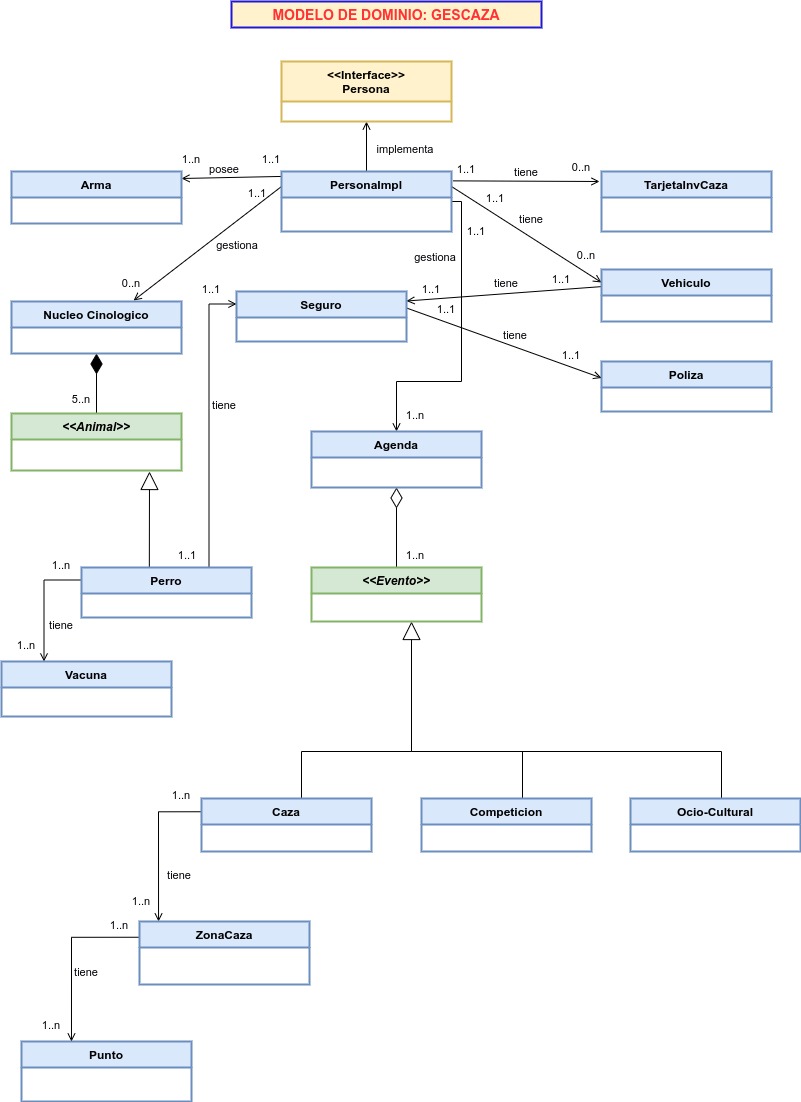 MODELO DE DOMINIO: GESCAZA
<<Interface>>
Persona
implementa
1..n
posee
1..1
1..1
tiene
0..n
Arma
PersonaImpl
TarjetaInvCaza
1..1
1..1
gestiona
tiene
1..1
gestiona
0..n
0..n
1..1
1..1
tiene
1..1
Vehiculo
Nucleo Cinologico
Seguro
1..1
tiene
1..1
Poliza
5..n
tiene
1..n
<<Animal>>
Agenda
1..n
1..1
1..n
Perro
<<Evento>>
tiene
1..n
Vacuna
1..n
Caza
Competicion
Ocio-Cultural
tiene
1..n
1..n
ZonaCaza
tiene
1..n
Punto